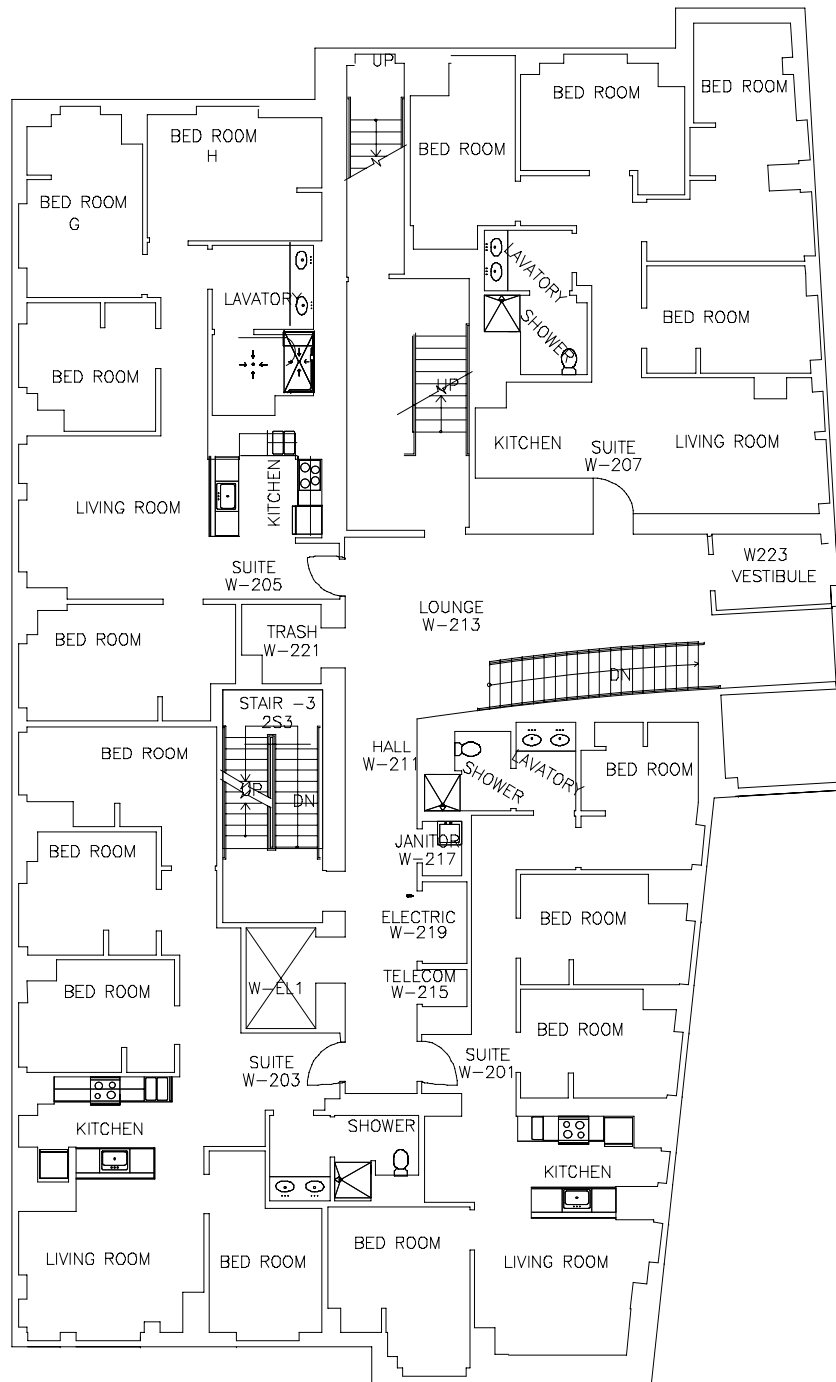 UP
BED ROOM
BED ROOM
BED ROOM
H
BED ROOM
BED ROOM
G
LAVATORY
LAVATORY
SHOWER
BED ROOM
BED ROOM
UP
KITCHEN
SUITE
W-207
LIVING ROOM
KITCHEN
LIVING ROOM
SUITE
W-205
W223
VESTIBULE
LOUNGE
W-213
BED ROOM
TRASH
W-221
DN
STAIR -3
2S3
UP
DN
HALL
W-211
SHOWER
LAVATORY
BED ROOM
BED ROOM
BED ROOM
JANITOR
W-217
ELECTRIC
W-219
BED ROOM
TELECOM
W-215
W-EL1
BED ROOM
BED ROOM
SUITE
W-203
SUITE
W-201
KITCHEN
SHOWER
KITCHEN
LIVING ROOM
BED ROOM
BED ROOM
LIVING ROOM